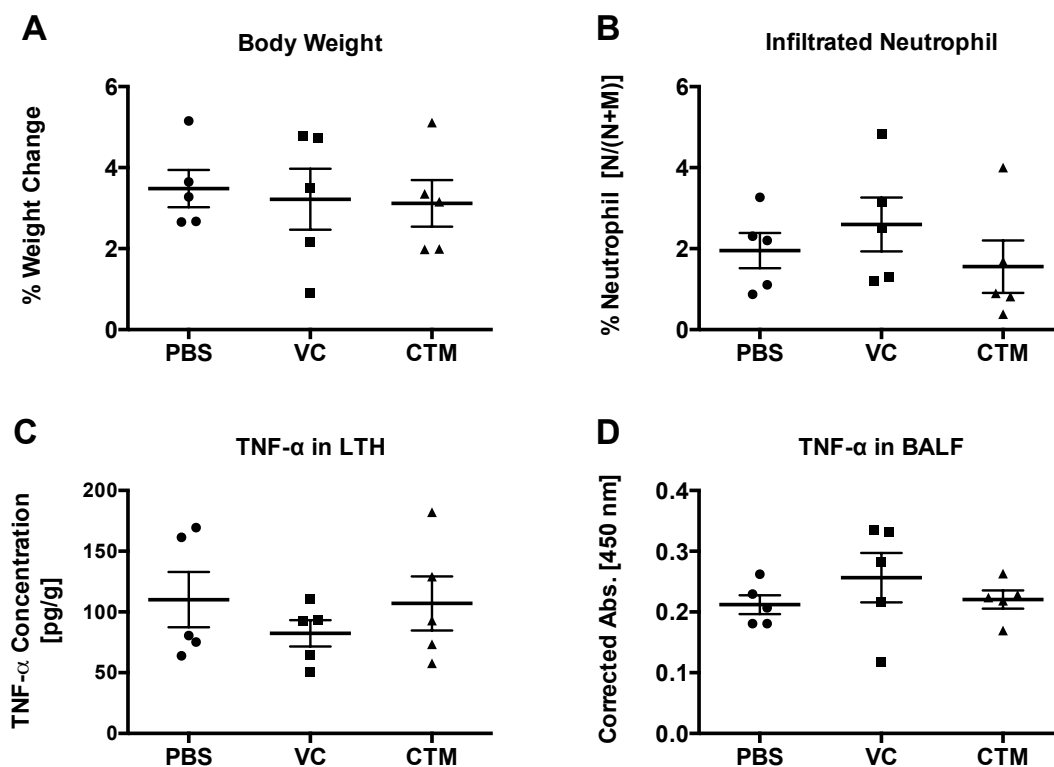 A
Body Weight
% Weight Change
6
4
2
0
PBS VC CTM
B
Infiltrated Neutrophil
% Neutrophil [N/(N+M)]
6
4
2
0
PBS VC CTM
C
TNF-α in LTH
TNF-α Concentration
[pg/g]
200
150
100
50
0
PBS VC CTM
D
TNF-α in BALF
Corrected Abs. [450 nm]
0.4
0.3
0.2
0.1
0.0
PBS VC CTM